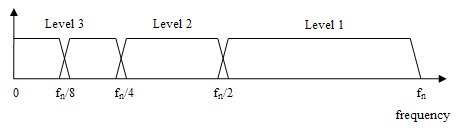 Level 3 Level 2 Level 1
0 fn/8 fn/4 fn/2 fn
frequency